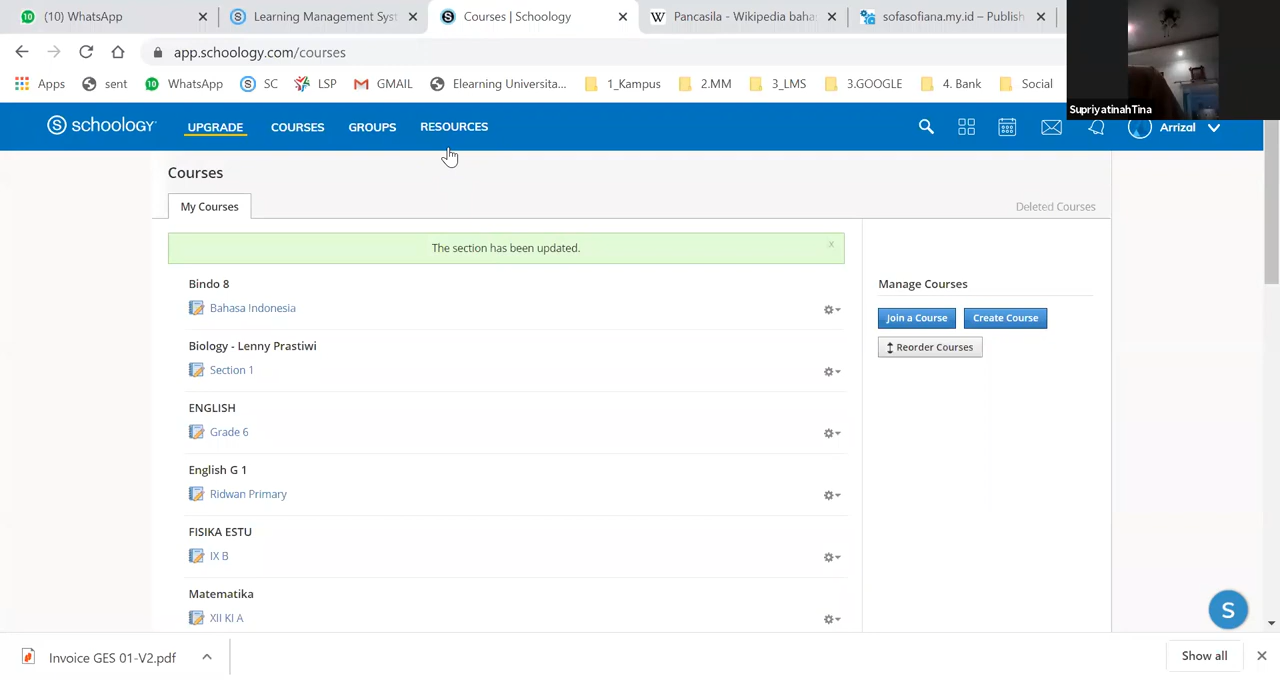 (10) WhatsApp
Learning Management Syst
Courses | Schoology
Pancasila - Wikipedia baha
sofasofiana.my.id – Publish
app.schoology.com/courses
Apps sent WhatsApp SC LSP GMAIL Elearning Universita... 1_Kampus 2.MM 3_LMS 3.GOOGLE 4. Bank Social
SupriyatinahTina
schoology UPGRADE COURSES GROUPS RESOURCES Arrizal
Courses
My Courses
Deleted Courses
The section has been updated. x
Bindo 8
Bahasa Indonesia
Biology - Lenny Prastiwi
Section 1
ENGLISH
Grade 6
English G 1
Ridwan Primary
FISIKA ESTU
IX B
Matematika
XII KI A
Manage Courses
Join a Course Create Course
Reorder Courses
S
Invoice GES 01-V2.pdf
Show all